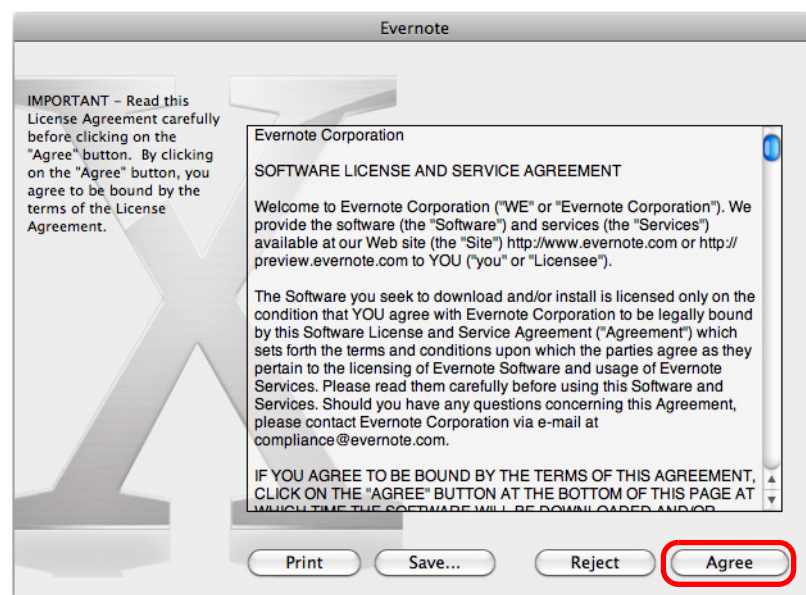 Evernote
IMPORTANT – Read this
License Agreement carefully
before clicking on the
"Agree" button. By clicking
on the "Agree" button, you
agree to be bound by the
terms of the License
Agreement.
Evernote Corporation
SOFTWARE LICENSE AND SERVICE AGREEMENT
Welcome to Evernote Corporation ("WE" or "Evernote Corporation"). We
provide the software (the "Software") and services (the "Services")
available at our Web site (the "Site") http://www.evernote.com or http://
preview.evernote.com to YOU ("you" or "Licensee").
The Software you seek to download and/or install is licensed only on the
condition that YOU agree with Evernote Corporation to be legally bound
by this Software License and Service Agreement ("Agreement") which
sets forth the terms and conditions upon which the parties agree as they
pertain to the licensing of Evernote Software and usage of Evernote
Services. Please read them carefully before using this Software and
Services. Should you have any questions concerning this Agreement,
please contact Evernote Corporation via e-mail at
compliance@evernote.com.
IF YOU AGREE TO BE BOUND BY THE TERMS OF THIS AGREEMENT,
CLICK ON THE "AGREE" BUTTON AT THE BOTTOM OF THIS PAGE AT
WHICH TIME THE SOFTWARE WILL BE DOWNLOADED AND/OR
Print
Save...
Reject
Agree